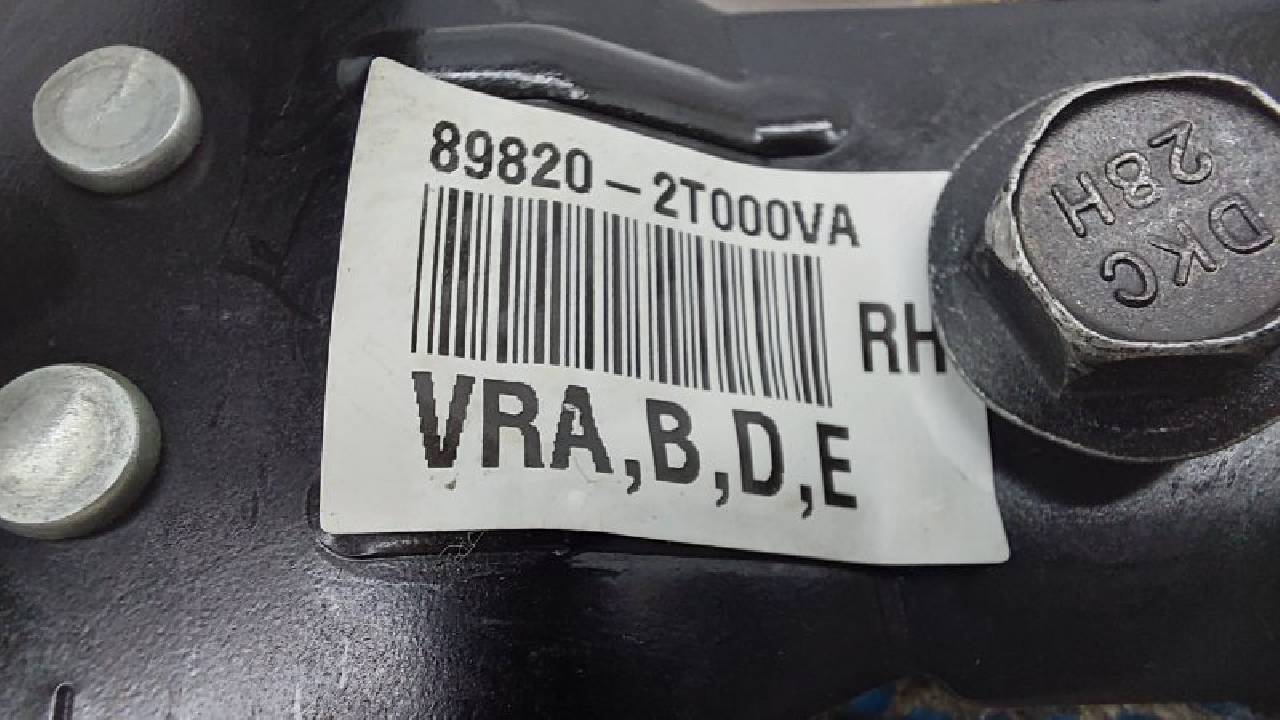 89820-2T000VA
RH
VRA,B,D,E
DKC
28H